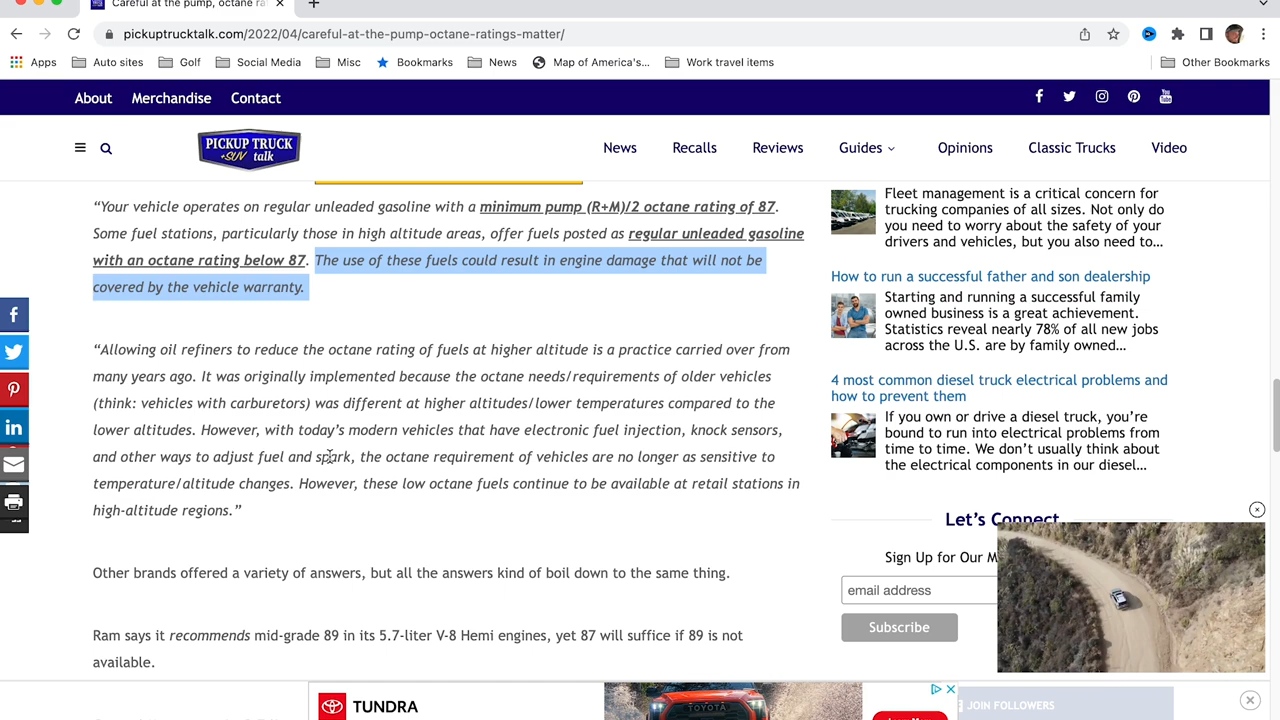 Careful at the pump, octane ra
pickuptrucktalk.com/2022/04/careful-at-the-pump-octane-ratings-matter/
Apps Auto sites Golf Social Media Misc Bookmarks News Map of America's... Work travel items Other Bookmarks
About Merchandise Contact
PICKUP TRUCK
+SUV talk
News Recalls Reviews Guides Opinions Classic Trucks Video
“Your vehicle operates on regular unleaded gasoline with a minimum pump (R+M)/2 octane rating of 87.
Some fuel stations, particularly those in high altitude areas, offer fuels posted as regular unleaded gasoline
with an octane rating below 87. The use of these fuels could result in engine damage that will not be
covered by the vehicle warranty.
“Allowing oil refiners to reduce the octane rating of fuels at higher altitude is a practice carried over from
many years ago. It was originally implemented because the octane needs/requirements of older vehicles
(think: vehicles with carburetors) was different at higher altitudes/lower temperatures compared to the
lower altitudes. However, with today’s modern vehicles that have electronic fuel injection, knock sensors,
and other ways to adjust fuel and spark, the octane requirement of vehicles are no longer as sensitive to
temperature/altitude changes. However, these low octane fuels continue to be available at retail stations in
high-altitude regions.”
Other brands offered a variety of answers, but all the answers kind of boil down to the same thing.
Ram says it recommends mid-grade 89 in its 5.7-liter V-8 Hemi engines, yet 87 will suffice if 89 is not
available.
Fleet management is a critical concern for
trucking companies of all sizes. Not only do
you need to worry about the safety of your
drivers and vehicles, but you also need to...
How to run a successful father and son dealership
Starting and running a successful family
owned business is a great achievement.
Statistics reveal nearly 78% of all new jobs
across the U.S. are by family owned...
4 most common diesel truck electrical problems and
how to prevent them
If you own or drive a diesel truck, you’re
bound to run into electrical problems from
time to time. We don’t usually think about
the electrical components in our diesel...
Let’s Connect
Sign Up for Our M
email address
Subscribe
TUNDRA
TOYOTA
JOIN FOLLOWERS